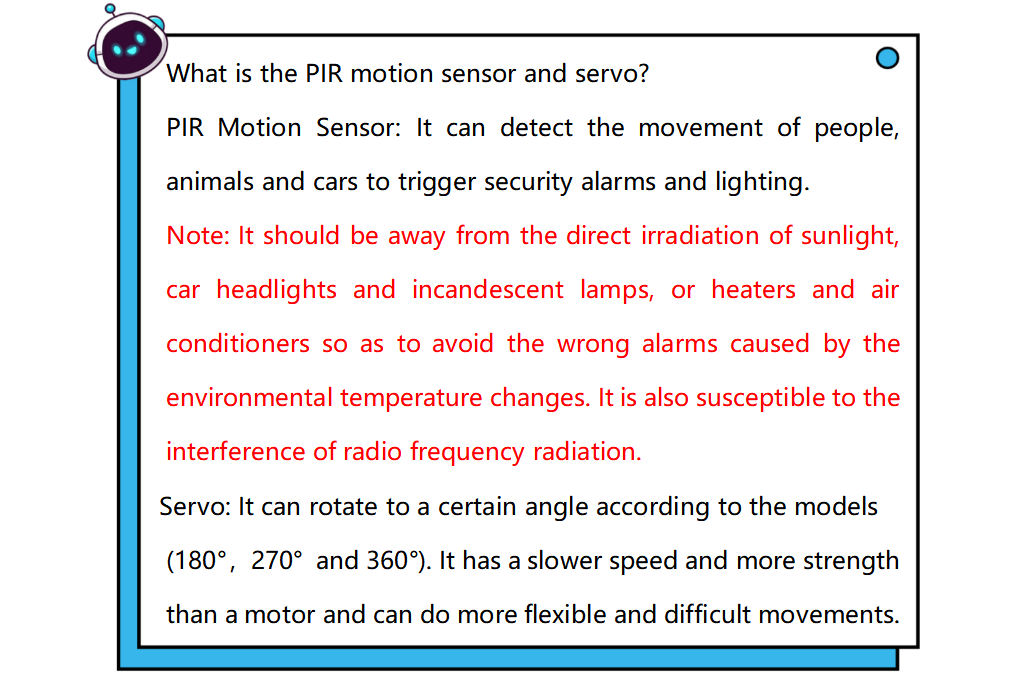 What is the PIR motion sensor and servo?
PIR Motion Sensor: It can detect the movement of people,
animals and cars to trigger security alarms and lighting.
Note: It should be away from the direct irradiation of sunlight,
car headlights and incandescent lamps, or heaters and air
conditioners so as to avoid the wrong alarms caused by the
environmental temperature changes. It is also susceptible to the
interference of radio frequency radiation.
Servo: It can rotate to a certain angle according to the models
(180°, 270° and 360°). It has a slower speed and more strength
than a motor and can do more flexible and difficult movements.